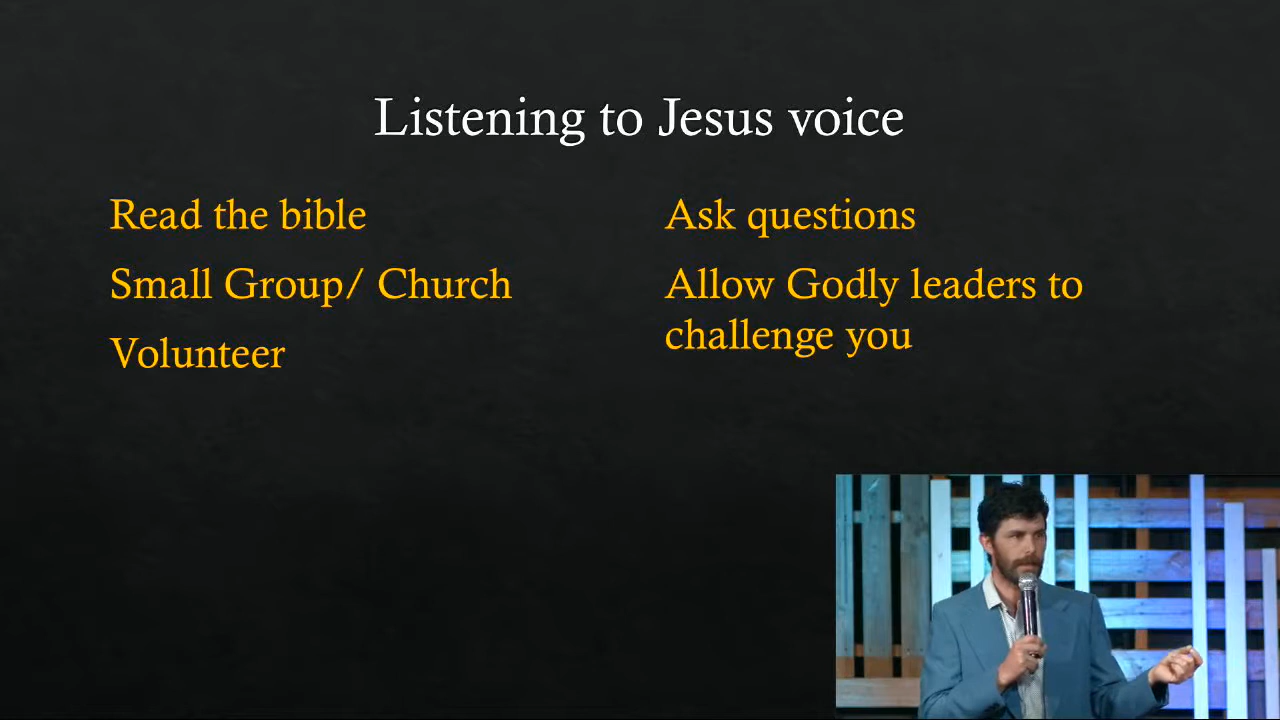 Listening to Jesus voice
Read the bible
Small Group/ Church
Volunteer
Ask questions
Allow Godly leaders to
challenge you